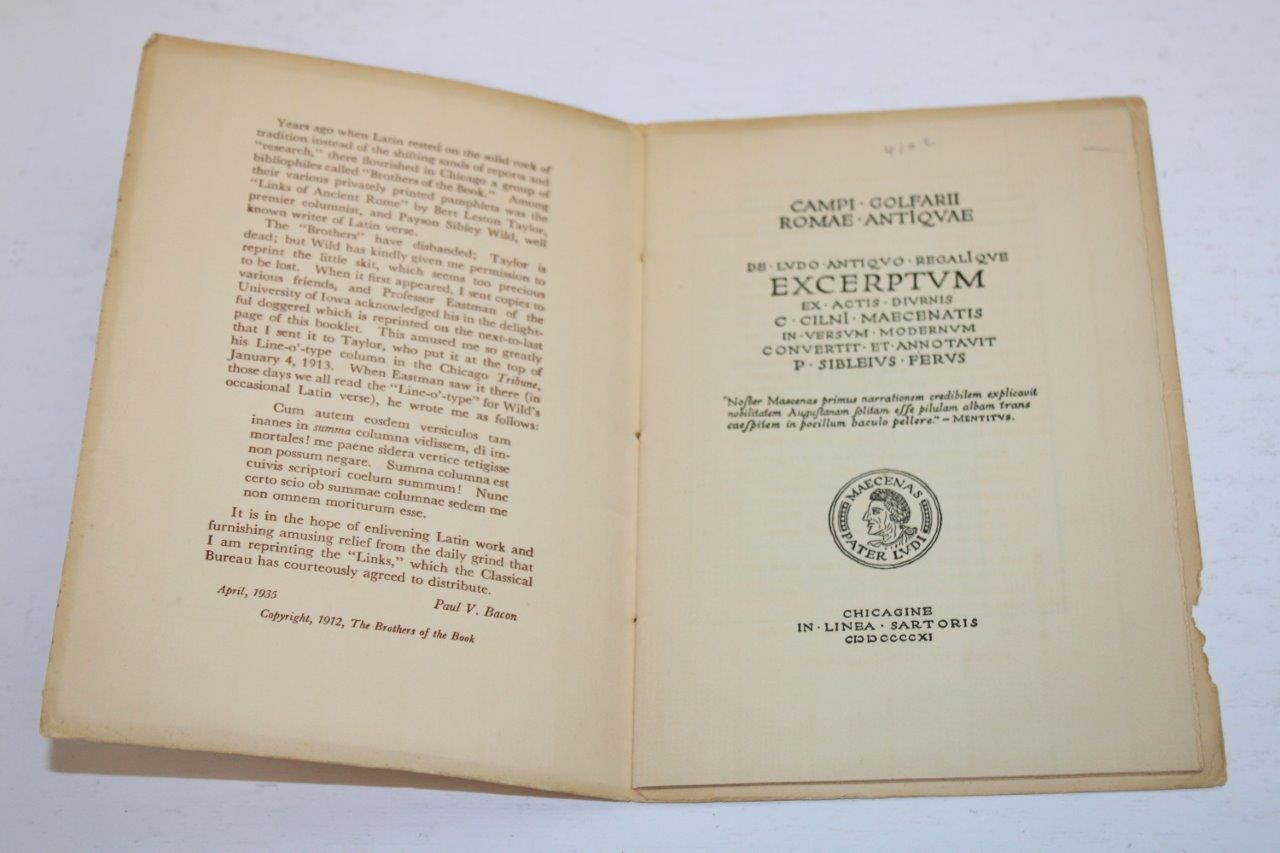 Years ago when Latin rested on the solid rock of
tradition instead of the shifting sands of reports and
"research," there flourished in Chicago a group of
bibliophiles called "Brothers of the Book." Among
their various privately printed pamphlets was the
"Links of Ancient Rome" by Bert Leston Taylor,
premier columnist, and Payson Sibley Wild, well
known writer of Latin verse.
The "Brothers" have disbanded; Taylor is
dead; but Wild has kindly given me permission to
reprint the little skit, which seems too precious
to be lost. When it first appeared, I sent copies to
various friends, and Professor Eastman of the
University of Iowa acknowledged his in the delight-
ful doggerel which is reprinted on the next-to-last
page of this booklet. This amused me so greatly
that I sent it to Taylor, who put it at the top of
his Line-o'-type column in the Chicago Tribune,
January 4, 1913. When Eastman saw it there (in
those days we all read the "Line-o'-type" for Wild's
occasional Latin verse), he wrote me as follows:
Cum autem eosdem versiculos tam
inanes in summa columna vidissem, di im-
mortales! me paene sidera vertice tetigisse
non possum negare. Summa columna est
cuivis scriptori coelum summum! Nunc
certo scio ob summae columnae sedem me
non omnem moriturum esse.
It is in the hope of enlivening Latin work and
furnishing amusing relief from the daily grind that
I am reprinting the "Links," which the Classical
Bureau has courteously agreed to distribute.
Paul V. Bacon
April, 1935
Copyright, 1912, The Brothers of the Book
CAMPI · GOLFARII
ROMAE · ANTÍQVAE
DE · LVDO · ANTIQVO · REGALÍQVE
EXCERPTVM
EX · ACTIS · DIVRNIS
C · CILNÍ · MAECENATIS
IN · VERSVM · MODERNVM
CONVERTIT · ET · ANNOTAVIT
P · SIBLEIVS · FERVS
"Noster Maecenas primus narrationem credibilem explicavit
nobilitatem Augustanam solitam esse pilulam albam trans
caespitem in pocillum baculo pellere." — MENTITVS.
MAECENAS
PATER LVDI
CHICAGINE
IN · LINEA · SARTORIS
CIƆIƆCCCCXI